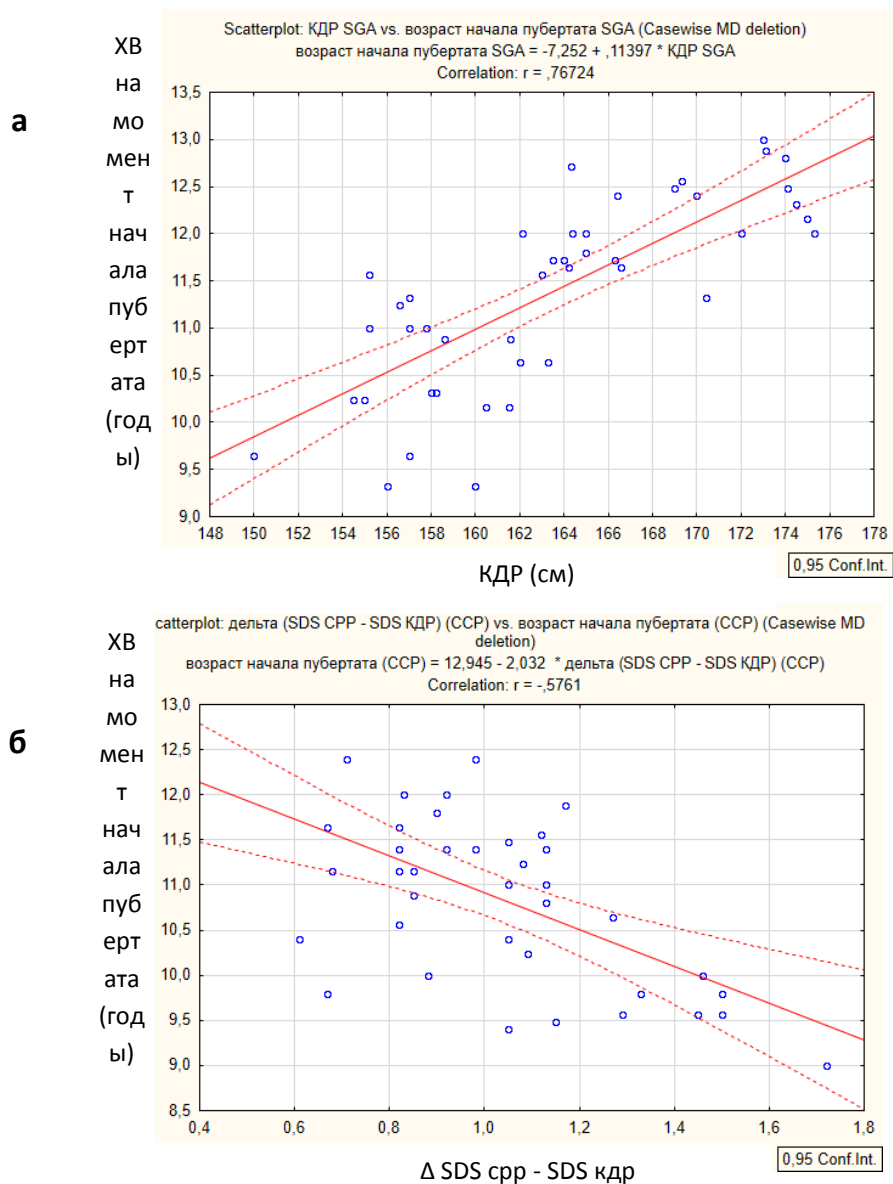 а
ХВ
на
мо
мен
т
нач
ала
пуб
ерт
ата
(год
ы)
Scatterplot: КДР SGA vs. возраст начала пубертата SGA (Casewise MD deletion)
возраст начала пубертата SGA = -7,252 + ,11397 * КДР SGA
Correlation: r = ,76724
13,5
13,0
12,5
12,0
11,5
11,0
10,5
10,0
9,5
9,0
148 150 152 154 156 158 160 162 164 166 168 170 172 174 176 178
КДР (см)
0,95 Conf.Int.
б
ХВ
на
мо
мен
т
нач
ала
пуб
ерт
ата
(год
ы)
catterplot: дельта (SDS СРР - SDS КДР) (ССР) vs. возраст начала пубертата (ССР) (Casewise MD
deletion)
возраст начала пубертата (ССР) = 12,945 - 2,032 * дельта (SDS СРР - SDS КДР) (ССР)
Correlation: r = -,5761
13,0
12,5
12,0
11,5
11,0
10,5
10,0
9,5
9,0
8,5
0,4 0,6 0,8 1,0 1,2 1,4 1,6 1,8
0,95 Conf.Int.
Δ SDS срр - SDS кдр